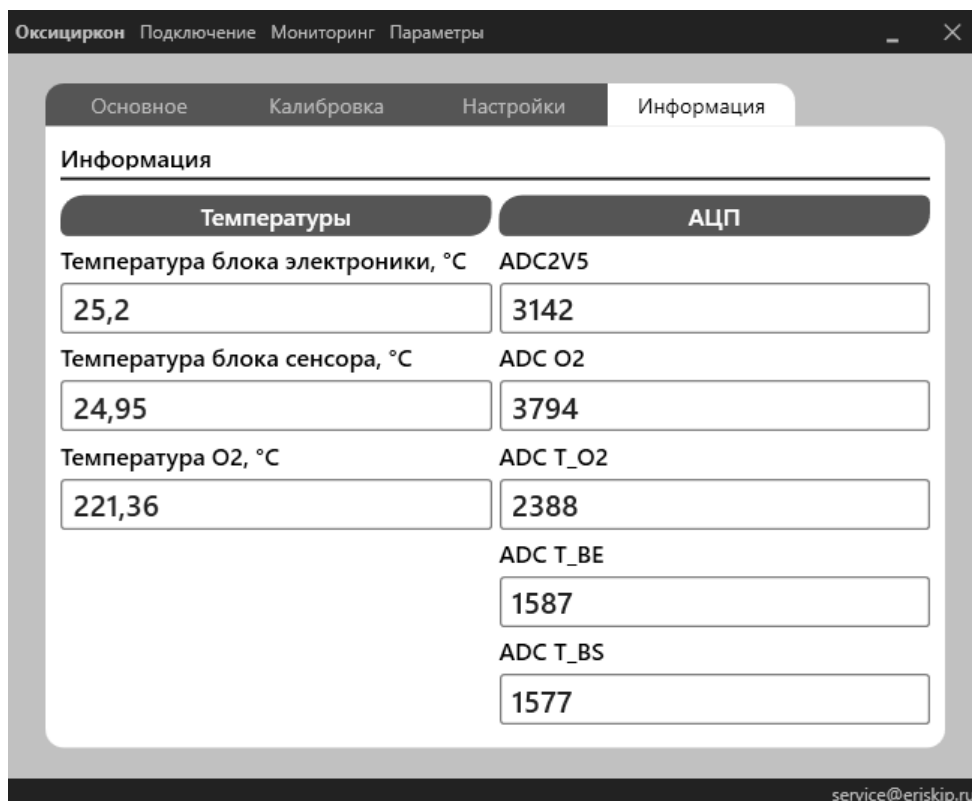 Оксициркон Подключение Мониторинг Параметры
Основное Калибровка Настройки Информация
Информация
Температуры АЦП
Температура блока электроники, °C ADC2V5
25,2 3142
Температура блока сенсора, °C ADC O2
24,95 3794
Температура O2, °C ADC T_O2
221,36 2388
ADC T_BE
1587
ADC T_BS
1577
service@eriskip.ru